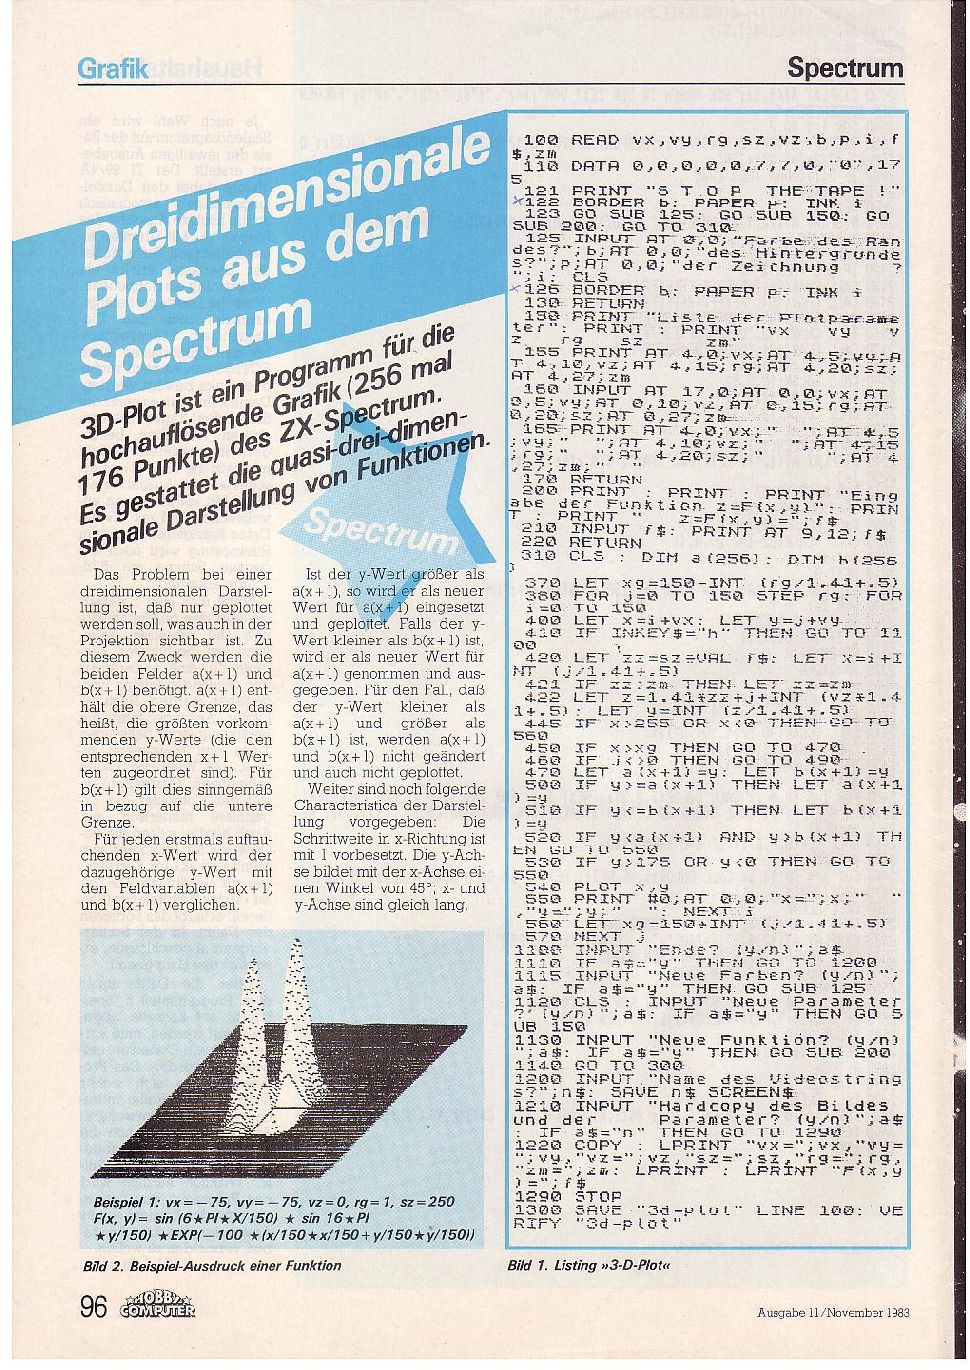 Grafik
Spectrum
Dreidimensionale
Plots aus dem
Spectrum
3D-Plot ist ein Programm für die
hochauflösende Grafik (256 mal
176 Punkte) des ZX-Spectrum.
Es gestattet die quasi-drei-dimen-
sionale Darstellung von Funktionen.
Spectrum
Das Problem bei einer
dreidimensionalen Darstel-
lung ist, daß nur geplottet
werden soll, was auch in der
Projektion sichtbar ist. Zu
diesem Zweck werden die
beiden Felder a(x+1) und
b(x+1) benötigt. a(x+1) ent-
hält die obere Grenze, das
heißt, die größten vorkom-
menden y-Werte (die den
entsprechenden x+1 Wer-
ten zugeordnet sind). Für
b(x+1) gilt dies sinngemäß
in bezug auf die untere
Grenze.
Für jeden erstmals auftau-
chenden x-Wert wird der
dazugehörige y-Wert mit
den Feldvariablen a(x+1)
und b(x+1) verglichen.
Ist der y-Wert größer als
a(x+1), so wird er als neuer
Wert für a(x+1) eingesetzt
und geplottet. Falls der y-
Wert kleiner als b(x+1) ist,
wird er als neuer Wert für
a(x+1) genommen und aus-
gegeben. Für den Fall, daß
der y-Wert kleiner als
a(x+1) und größer als
b(x+1) ist, werden a(x+1)
und b(x+1) nicht geändert
und auch nicht geplottet.
Weiter sind noch folgende
Characteristica der Darstel-
lung vorgegeben: Die
Schrittweite in x-Richtung ist
mit 1 vorbesetzt. Die y-Ach-
se bildet mit der x-Achse ei-
nen Winkel von 45°; x- und
y-Achse sind gleich lang.
Beispiel 1: vx=−75, vy=−75, vz=0, rg=1, sz=250
F(x, y)= sin (6★PI★X/150) ★ sin 16★PI
★y/150) ★EXP(−100 ★(x/150★x/150+y/150★y/150))
Bild 2. Beispiel-Ausdruck einer Funktion
100 READ vx,vy,rg,sz,vz,b,p,i,f
$,zm
110 DATA 0,0,0,0,0,7,7,0,"0",17
5
121 PRINT "S T O P  THE TAPE !"
122 BORDER b: PAPER p: INK i
123 GO SUB 125: GO SUB 150: GO
SUB 200: GO TO 310
125 INPUT AT 0,0;"Farbe des Ran
des?";b;AT 0,0;"des Hintergrunde
s?";p;AT 0,0;"der Zeichnung ?
";i: CLS
126 BORDER b: PAPER p: INK i
130 RETURN
150 PRINT "Liste der Plotparame
ter": PRINT : PRINT "vx vy v
z rg sz zm"
155 PRINT AT 4,0;vx;AT 4,5;vy;A
T 4,10;vz;AT 4,15;rg;AT 4,20;sz;
AT 4,27;zm
160 INPUT AT 17,0;AT 0,0;vx;AT
0,5;vy;AT 0,10;vz;AT 0,15;rg;AT
0,20;sz;AT 0,27;zm
165 PRINT AT 4,0;vx;" ";AT 4,5
;vy;" ";AT 4,10;vz;" ";AT 4,15
;rg;" ";AT 4,20;sz;" ";AT 4
,27;zm;" "
170 RETURN
200 PRINT : PRINT : PRINT "Eing
abe der Funktion z=F(x,y)": PRIN
T : PRINT " z=F(x,y)=";f$
210 INPUT f$: PRINT AT 9,12;f$
220 RETURN
310 CLS : DIM a(256): DIM b(256
)
370 LET xg=150-INT (rg/1.41+.5)
380 FOR j=0 TO 150 STEP rg: FOR
i=0 TO 150
400 LET x=i+vx: LET y=j+vy
410 IF INKEY$="h" THEN GO TO 11
00
420 LET zz=sz*VAL f$: LET x=i+I
NT (j/1.41+.5)
421 IF zz>zm THEN LET zz=zm
422 LET z=1.41*zz+j+INT (vz*1.4
1+.5): LET y=INT (z/1.41+.5)
445 IF x>255 OR x<0 THEN GO TO
560
450 IF x>xg THEN GO TO 470
460 IF j<>0 THEN GO TO 490
470 LET a(x+1)=y: LET b(x+1)=y
500 IF y>=a(x+1) THEN LET a(x+1
)=y
510 IF y<=b(x+1) THEN LET b(x+1
)=y
520 IF y<a(x+1) AND y>b(x+1) TH
EN GO TO 550
530 IF y>175 OR y<0 THEN GO TO
550
540 PLOT x,y
550 PRINT #0;AT 0,0;"x=";x;" "
,"y=";y;" ": NEXT i
560 LET xg=150+INT (j/1.41+.5)
570 NEXT j
1100 INPUT "Ende? (y/n)";a$
1110 IF a$="y" THEN GO TO 1200
1115 INPUT "Neue Farben? (y/n)";
a$: IF a$="y" THEN GO SUB 125
1120 CLS : INPUT "Neue Parameter
? (y/n)";a$: IF a$="y" THEN GO S
UB 150
1130 INPUT "Neue Funktion? (y/n)
";a$: IF a$="y" THEN GO SUB 200
1140 GO TO 300
1200 INPUT "Name des Videostring
s?";n$: SAVE n$ SCREEN$
1210 INPUT "Hardcopy des Bildes
und der Parameter? (y/n)";a$
: IF a$="n" THEN GO TO 1290
1220 COPY : LPRINT "vx=";vx,"vy=
";vy,"vz=";vz,"sz=";sz,"rg=";rg,
"zm=";zm: LPRINT : LPRINT "F(x,y
)=";f$
1290 STOP
1300 SAVE "3d-plot" LINE 100: VE
RIFY "3d-plot"
Bild 1. Listing »3-D-Plot«
96 HOBBY COMPUTER
Ausgabe 11/November 1983